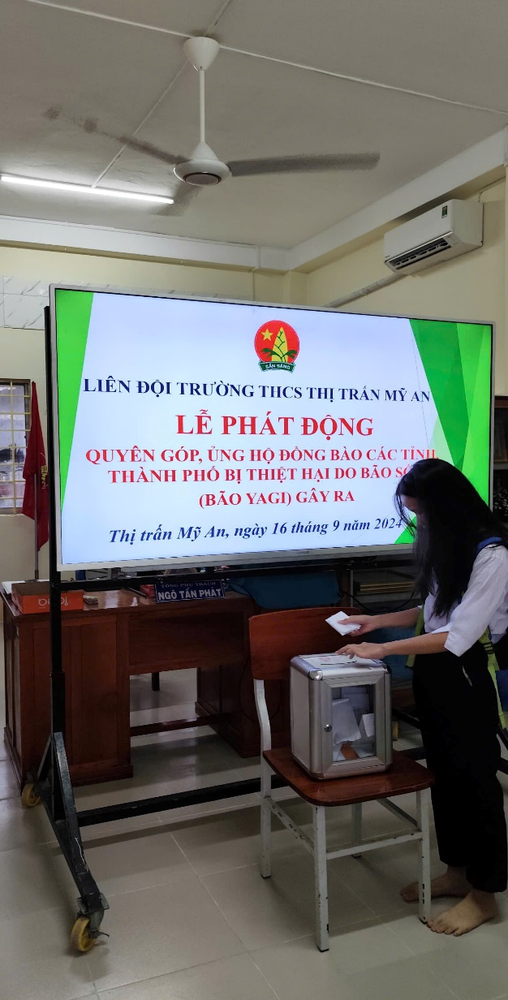 SẴN SÀNG
LIÊN ĐỘI TRƯỜNG THCS THỊ TRẤN MỸ AN
LỄ PHÁT ĐỘNG
QUYÊN GÓP, ỦNG HỘ ĐỒNG BÀO CÁC TỈNH,
THÀNH PHỐ BỊ THIỆT HẠI DO BÃO SỐ
(BÃO YAGI) GÂY RA
Thị trấn Mỹ An, ngày 16 tháng 9 năm 2024
TỔNG PHỤ TRÁCH
NGÔ TẤN PHÁT